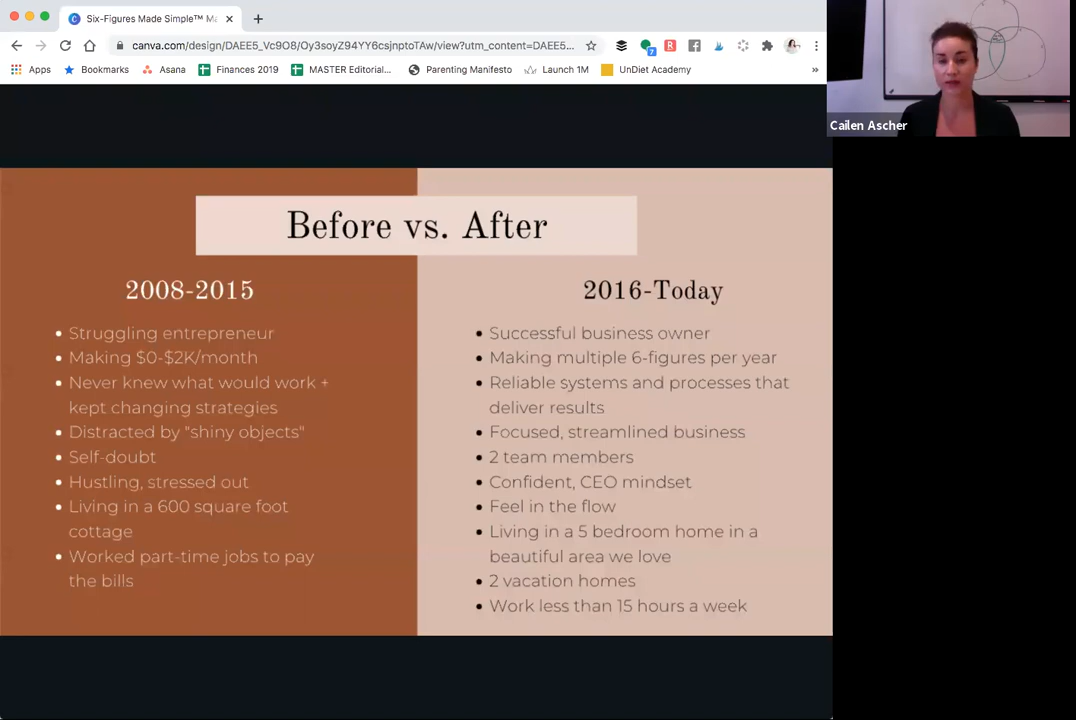 Six-Figures Made Simple™ Ma
canva.com/design/DAEE5_Vc9O8/Oy3soyZ94YY6csjnptoTAw/view?utm_content=DAEE5...
Apps
Bookmarks
Asana
Finances 2019
MASTER Editorial...
Parenting Manifesto
Launch 1M
UnDiet Academy
»
Cailen Ascher
Before vs. After
2008-2015
• Struggling entrepreneur
• Making $0-$2K/month
• Never knew what would work +
kept changing strategies
• Distracted by "shiny objects"
• Self-doubt
• Hustling, stressed out
• Living in a 600 square foot
cottage
• Worked part-time jobs to pay
the bills
2016-Today
• Successful business owner
• Making multiple 6-figures per year
• Reliable systems and processes that
deliver results
• Focused, streamlined business
• 2 team members
• Confident, CEO mindset
• Feel in the flow
• Living in a 5 bedroom home in a
beautiful area we love
• 2 vacation homes
• Work less than 15 hours a week